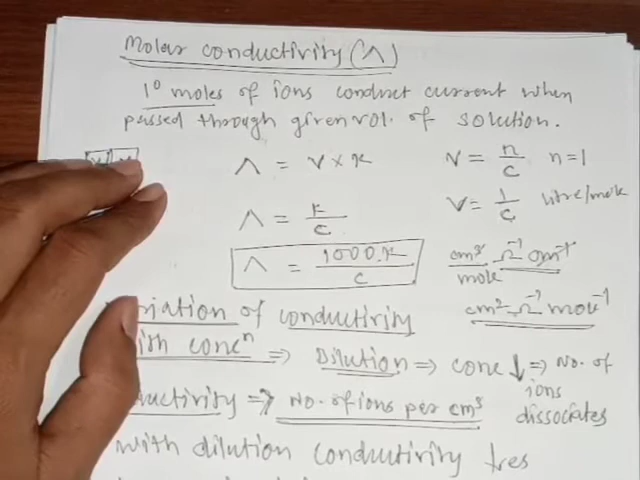 Molar conductivity (Λ)
1° moles of ions conduct current when
passed through given vol. of solution.
Λ = V × K V = n/c n=1
Λ = K/c V = 1/c litre/mole
Λ = 1000.K/c cm³/mole Ω⁻¹ cm⁻¹
cm² Ω⁻¹ mole⁻¹
riation of conductivity
ith concⁿ ⇒ Dilution ⇒ conc ↓ ⇒ No. of
ions
dissociates
uctivity ⇒ No. of ions per cm³
with dilution conductivity